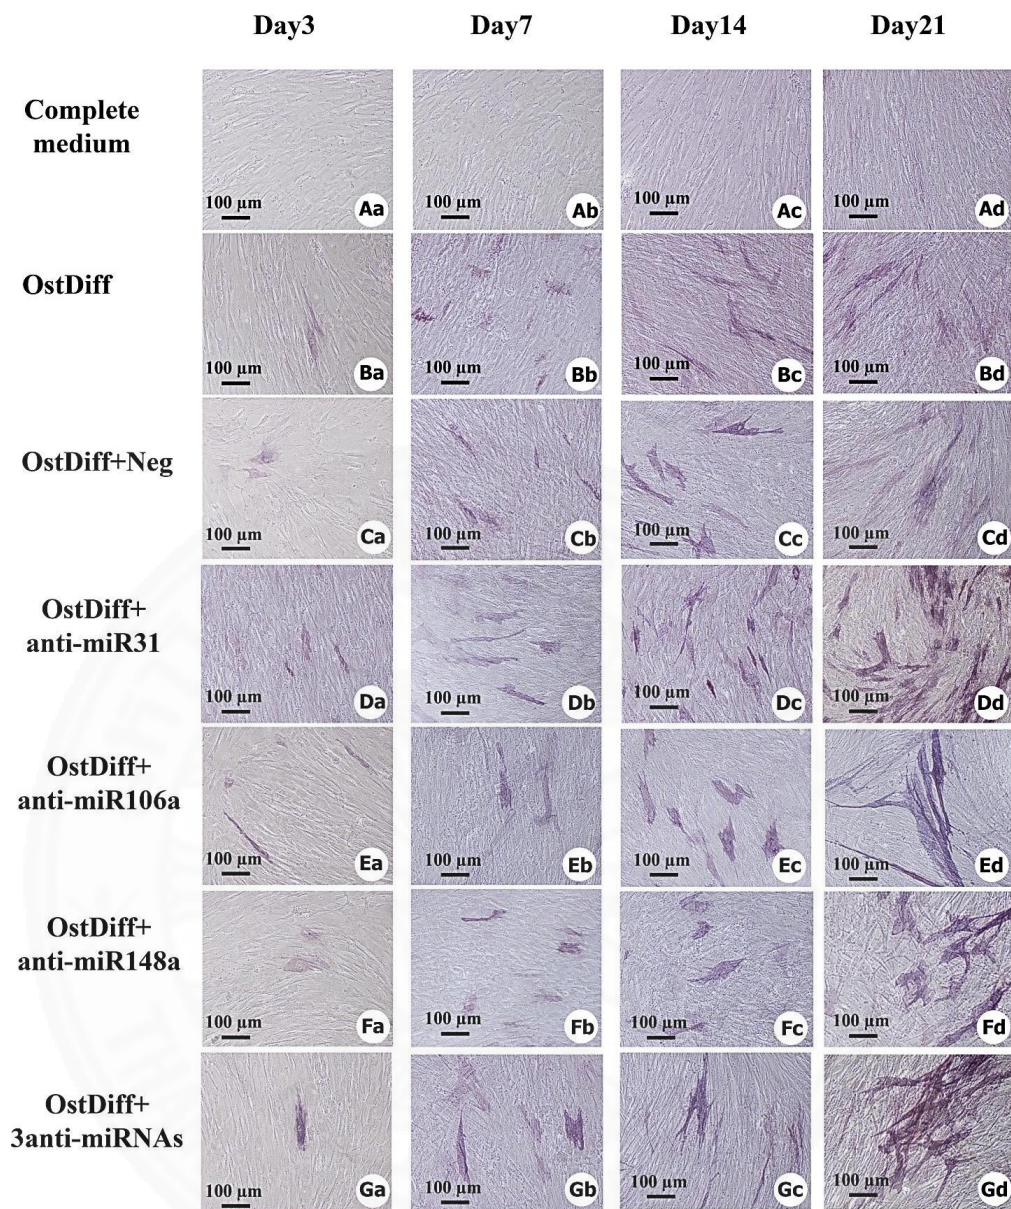 Day3 Day7 Day14 Day21
Complete
medium
100 µm 100 µm 100 µm 100 µm
Aa Ab Ac Ad
OstDiff
100 µm 100 µm 100 µm 100 µm
Ba Bb Bc Bd
OstDiff+Neg
100 µm 100 µm 100 µm 100 µm
Ca Cb Cc Cd
OstDiff+
anti-miR31
100 µm 100 µm 100 µm 100 µm
Da Db Dc Dd
OstDiff+
anti-miR106a
100 µm 100 µm 100 µm 100 µm
Ea Eb Ec Ed
OstDiff+
anti-miR148a
100 µm 100 µm 100 µm 100 µm
Fa Fb Fc Fd
OstDiff+
3anti-miRNAs
100 µm 100 µm 100 µm 100 µm
Ga Gb Gc Gd